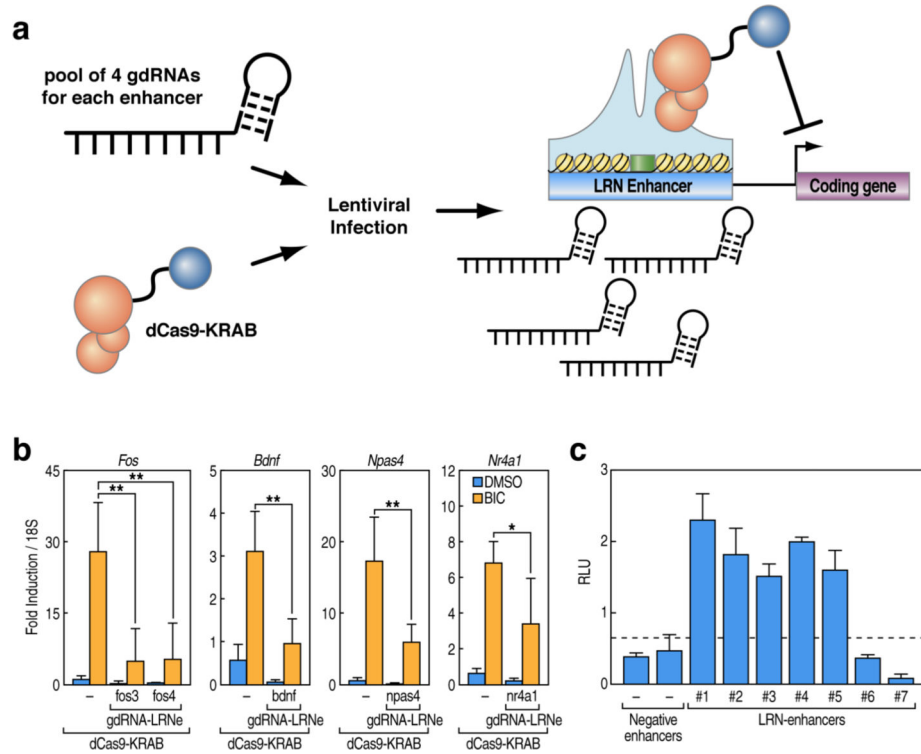 a
pool of 4 gdRNAs
for each enhancer
Lentiviral
Infection
dCas9-KRAB
LRN Enhancer
Coding gene
b
Fos
Bdnf
Npas4
Nr4a1
Fold Induction / 18S
45
30
15
0
5
4
3
2
1
0
30
20
10
0
12
10
8
6
4
2
0
DMSO
BIC
**
**
**
**
*
–
fos3
fos4
gdRNA-LRNe
dCas9-KRAB
–
bdnf
gdRNA-LRNe
dCas9-KRAB
–
npas4
gdRNA-LRNe
dCas9-KRAB
–
nr4a1
gdRNA-LRNe
dCas9-KRAB
c
RLU
3
2
1
0
– – #1 #2 #3 #4 #5 #6 #7
Negative
enhancers
LRN-enhancers